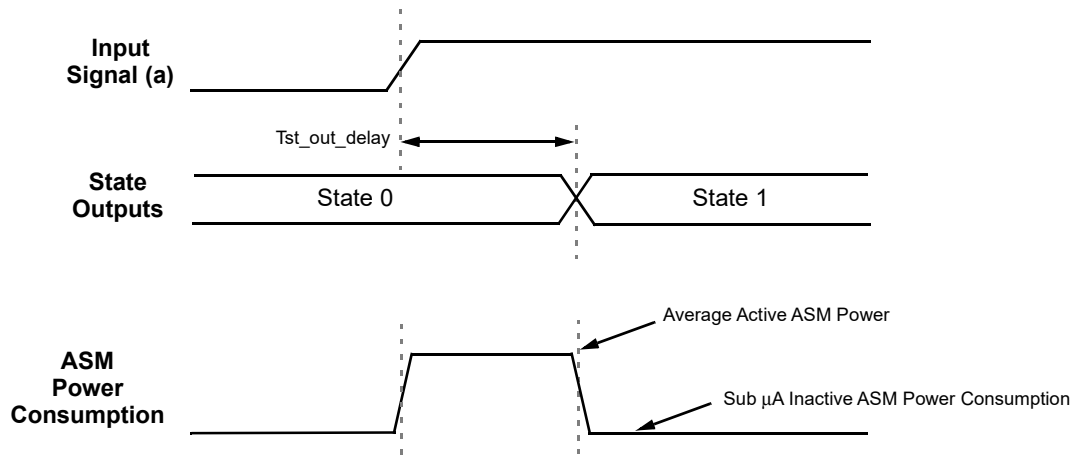 Input
Signal (a)
Tst_out_delay
State
Outputs
State 0
State 1
Average Active ASM Power
ASM
Power
Consumption
Sub μA Inactive ASM Power Consumption